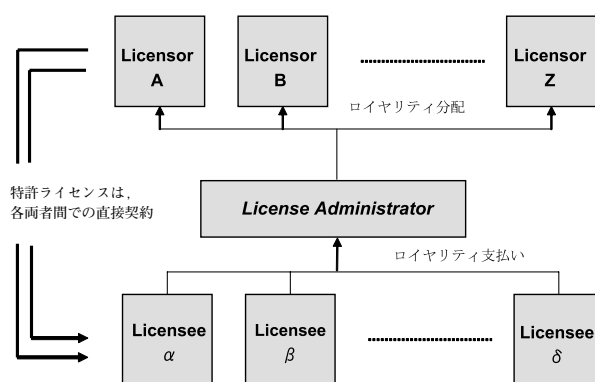 Licensor
A
Licensor
B
Licensor
Z
ロイヤリティ分配
特許ライセンスは,
各両者間での直接契約
License Administrator
ロイヤリティ支払い
Licensee
α
Licensee
β
Licensee
δ